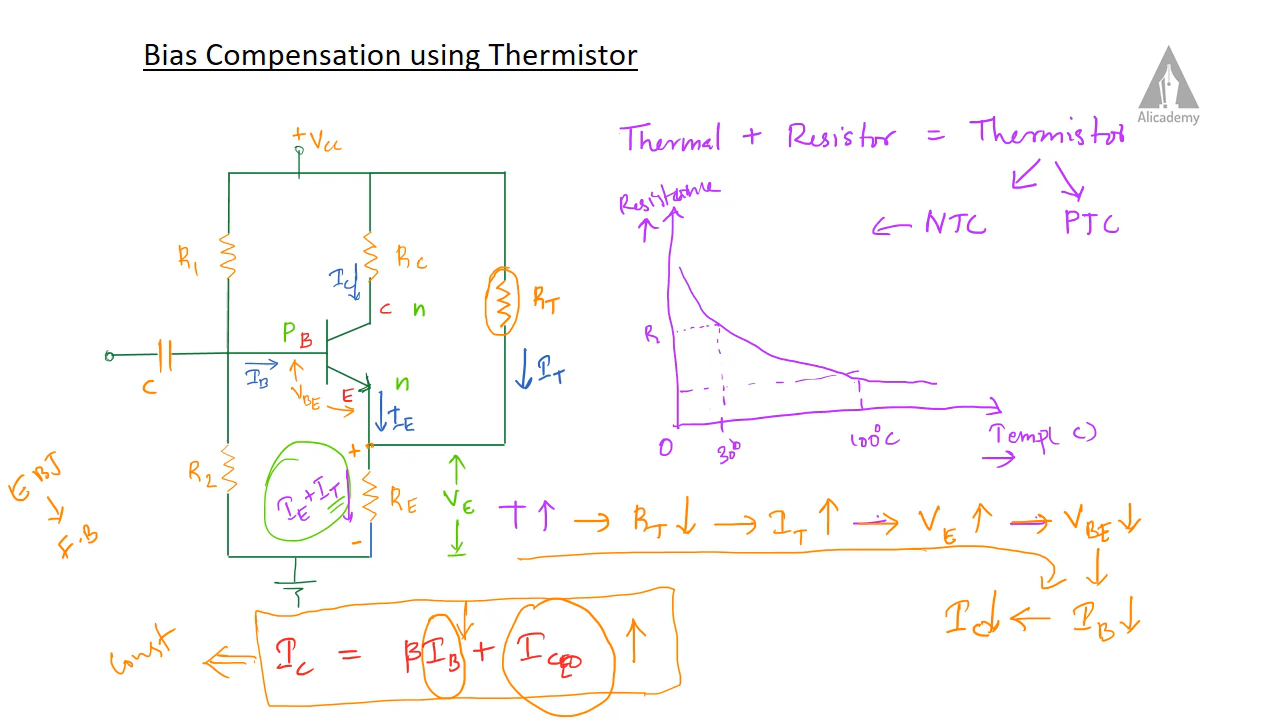 Bias Compensation using Thermistor
Alicademy
Thermal + Resistor = Thermistor
← NTC PTC
Resistance ↑
R
0 30° 100°C Temp(C) →
+VCC
R1
RC
IC ↓
C n
RT
P B
C
IB
VBE
E n
↓ IT
↓ IE
R2
+
IE+IT
RE
-
VE
EBJ
F.B
T↑ → RT↓ → IT↑ → VE↑ → VBE↓
IC↓ ← IB↓
const ⇐ IC = βIB + ICEO ↑